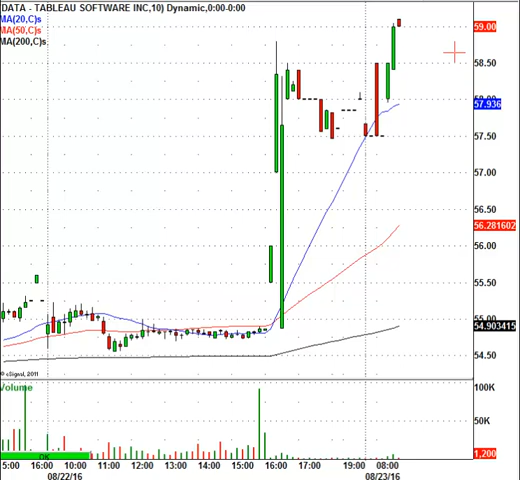 DATA - TABLEAU SOFTWARE INC,10) Dynamic,0:00-0:00
MA(20,C)s
MA(50,C)s
MA(200,C)s
59.00
58.50
58.00
57.936
57.50
57.00
56.50
56.281602
56.00
55.50
55.00
54.903415
54.50
© eSignal, 2011
Volume
100K
50K
1,200
DK
5:00 16:00 10:00 11:00 12:00 13:00 14:00 15:00 16:00 17:00 19:00 08:00
08/22/16 08/23/16